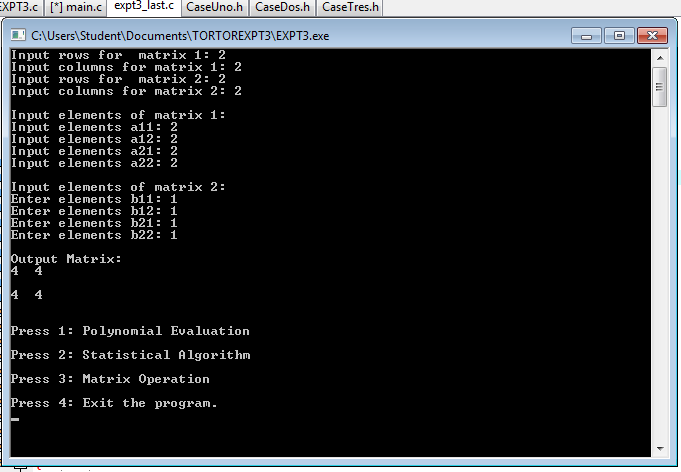 EXPT3.c [*] main.c expt3_last.c CaseUno.h CaseDos.h CaseTres.h
C:\Users\Student\Documents\TORTOREXPT3\EXPT3.exe
Input rows for  matrix 1: 2
Input columns for matrix 1: 2
Input rows for  matrix 2: 2
Input columns for matrix 2: 2
Input elements of matrix 1:
Input elements a11: 2
Input elements a12: 2
Input elements a21: 2
Input elements a22: 2
Input elements of matrix 2:
Enter elements b11: 1
Enter elements b12: 1
Enter elements b21: 1
Enter elements b22: 1
Output Matrix:
4  4
4  4
Press 1: Polynomial Evaluation
Press 2: Statistical Algorithm
Press 3: Matrix Operation
Press 4: Exit the program.